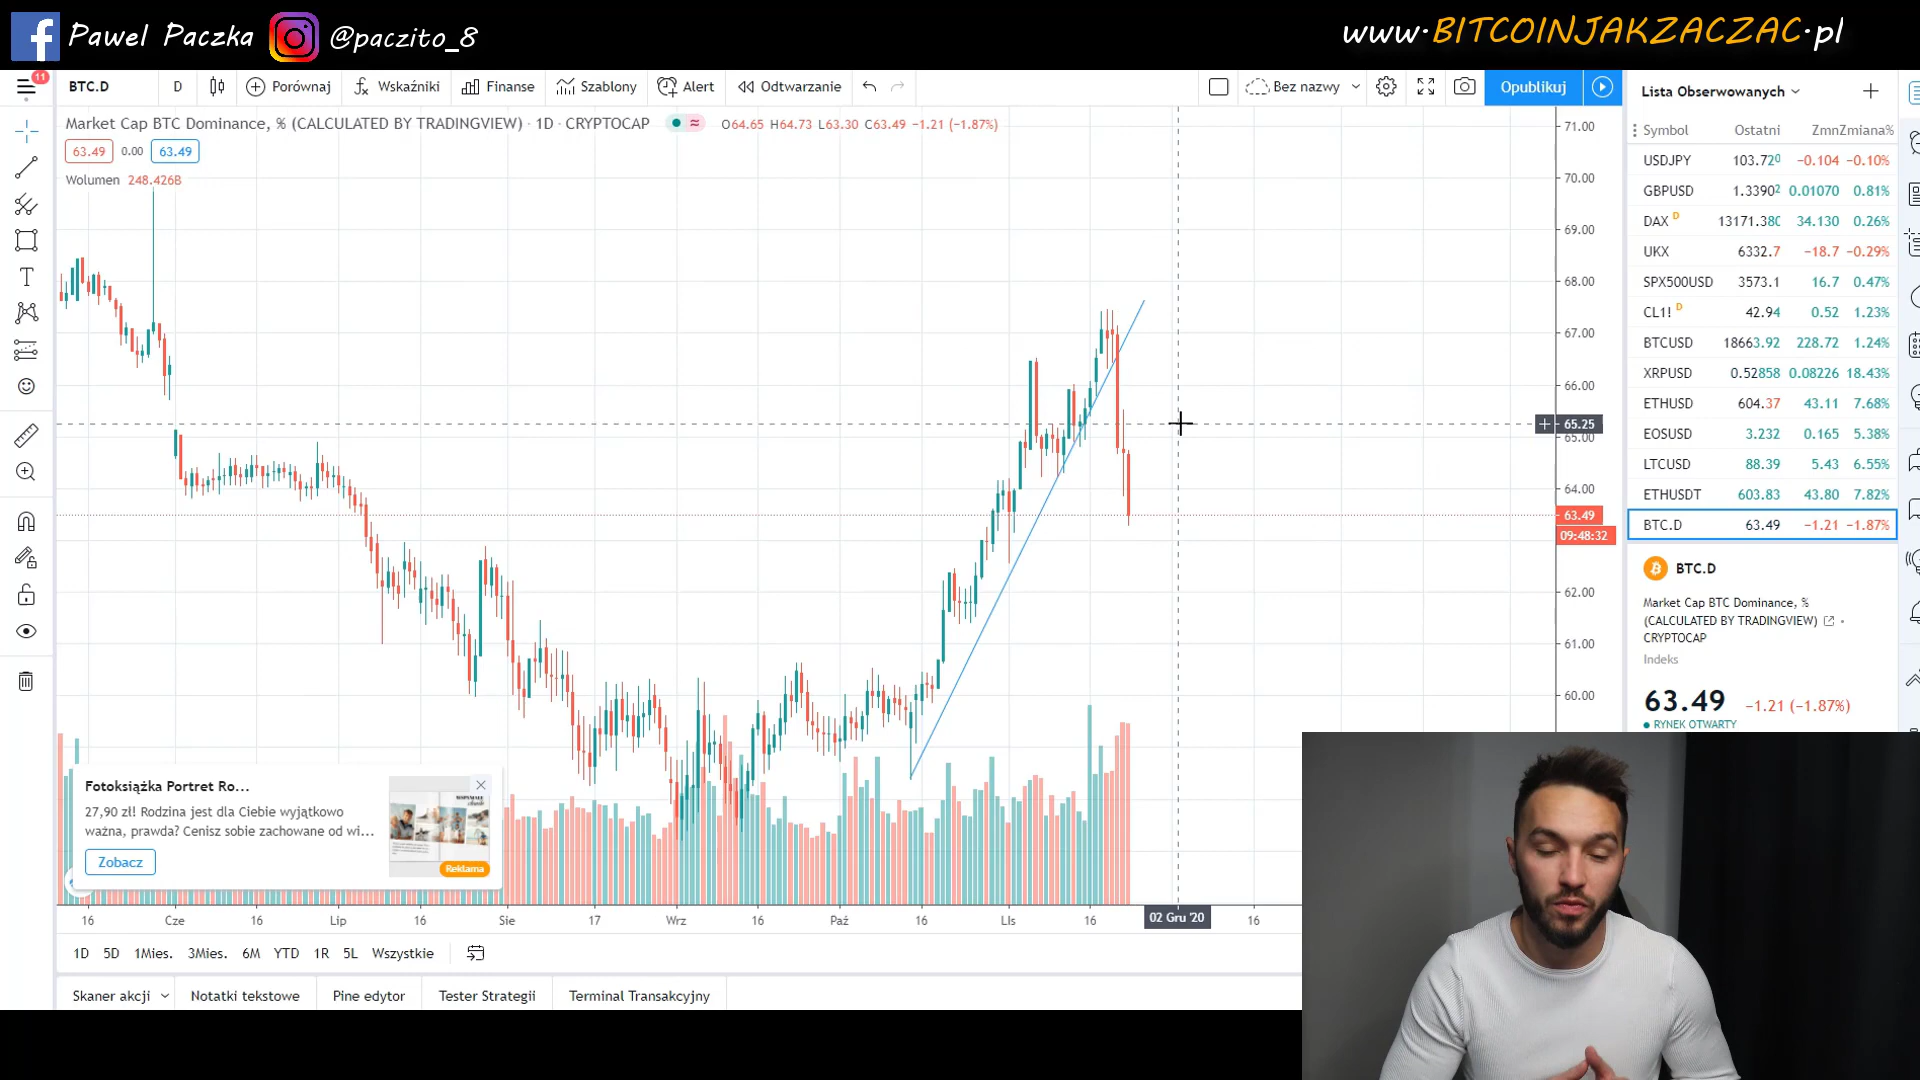 f Pawel Paczka @paczito_8
www.BITCOINJAKZACZAC.pl
11
BTC.D D Porównaj Wskaźniki Finanse Szablony Alert Odtwarzanie Bez nazwy Opublikuj
Market Cap BTC Dominance, % (CALCULATED BY TRADINGVIEW) · 1D · CRYPTOCAP O64.65 H64.73 L63.30 C63.49 −1.21 (−1.87%)
63.49 0.00 63.49
Wolumen 248.426B
71.00
70.00
69.00
68.00
67.00
66.00
65.25
65.00
64.00
63.49
09:48:32
62.00
61.00
60.00
Lista Obserwowanych
Symbol Ostatni Zmn Zmiana%
USDJPY 103.720 −0.104 −0.10%
GBPUSD 1.33902 0.01070 0.81%
DAX D 13171.380 34.130 0.26%
UKX 6332.7 −18.7 −0.29%
SPX500USD 3573.1 16.7 0.47%
CL1! D 42.94 0.52 1.23%
BTCUSD 18663.92 228.72 1.24%
XRPUSD 0.52858 0.08226 18.43%
ETHUSD 604.37 43.11 7.68%
EOSUSD 3.232 0.165 5.38%
LTCUSD 88.39 5.43 6.55%
ETHUSDT 603.83 43.80 7.82%
BTC.D 63.49 −1.21 −1.87%
BTC.D
Market Cap BTC Dominance, %
(CALCULATED BY TRADINGVIEW) ·
CRYPTOCAP
Indeks
63.49 −1.21 (−1.87%)
RYNEK OTWARTY
Fotoksiążka Portret Ro...
27,90 zł! Rodzina jest dla Ciebie wyjątkowo
ważna, prawda? Cenisz sobie zachowane od wi...
Zobacz
Reklama
16 Cze 16 Lip 16 Sie 17 Wrz 16 Paź 16 Lis 16 02 Gru '20 16
1D 5D 1Mies. 3Mies. 6M YTD 1R 5L Wszystkie
Skaner akcji Notatki tekstowe Pine edytor Tester Strategii Terminal Transakcyjny